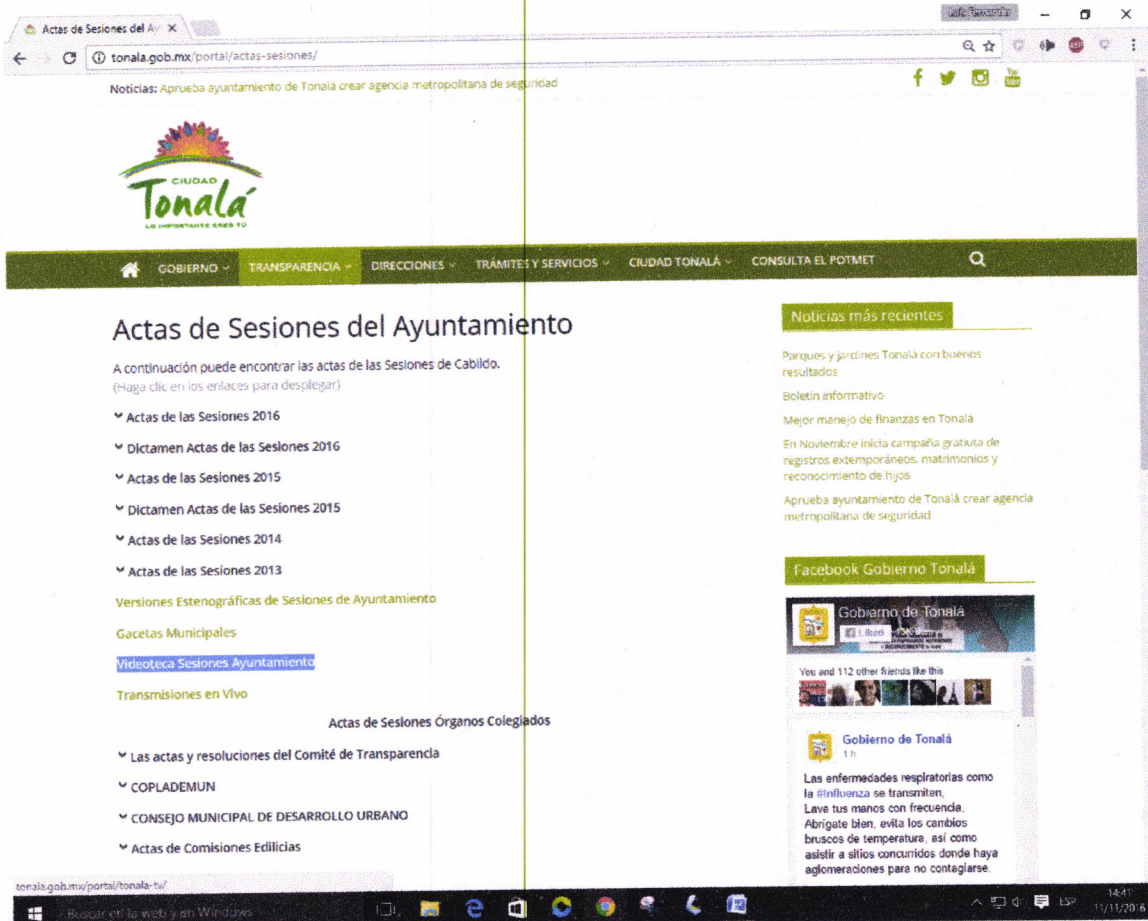 Luis Fernando
Actas de Sesiones del Ay
tonala.gob.mx/portal/actas-sesiones/
Noticias: Aprueba ayuntamiento de Tonalá crear agencia metropolitana de seguridad
You
CIUDAD
Tonalá
LO IMPORTANTE ERES TÚ
GOBIERNO
TRANSPARENCIA
DIRECCIONES
TRÁMITES Y SERVICIOS
CIUDAD TONALÁ
CONSULTA EL POTMET
Actas de Sesiones del Ayuntamiento
A continuación puede encontrar las actas de las Sesiones de Cabildo.
(Haga clic en los enlaces para desplegar)
Actas de las Sesiones 2016
Dictamen Actas de las Sesiones 2016
Actas de las Sesiones 2015
Dictamen Actas de las Sesiones 2015
Actas de las Sesiones 2014
Actas de las Sesiones 2013
Versiones Estenográficas de Sesiones de Ayuntamiento
Gacetas Municipales
Videoteca Sesiones Ayuntamiento
Transmisiones en Vivo
Actas de Sesiones Órganos Colegiados
Las actas y resoluciones del Comité de Transparencia
COPLADEMUN
CONSEJO MUNICIPAL DE DESARROLLO URBANO
Actas de Comisiones Edilicias
Noticias más recientes
Parques y jardines Tonalá con buenos
resultados
Boletín informativo
Mejor manejo de finanzas en Tonalá
En Noviembre inicia campaña gratiuta de
registros extemporáneos, matrimonios y
reconocimiento de hijos
Aprueba ayuntamiento de Tonalá crear agencia
metropolitana de seguridad
Facebook Gobierno Tonalá
Gobierno de Tonalá
Liked
You and 112 other friends like this
Gobierno de Tonalá
1 h
Las enfermedades respiratorias como
la #Influenza se transmiten,
Lava tus manos con frecuencia,
Abrígate bien, evita los cambios
bruscos de temperatura, así como
asistir a sitios concurridos donde haya
aglomeraciones para no contagiarse.
tonala.gob.mx/portal/tonala-tv/
Buscar en la web y en Windows
ESP
14:41
11/11/2016